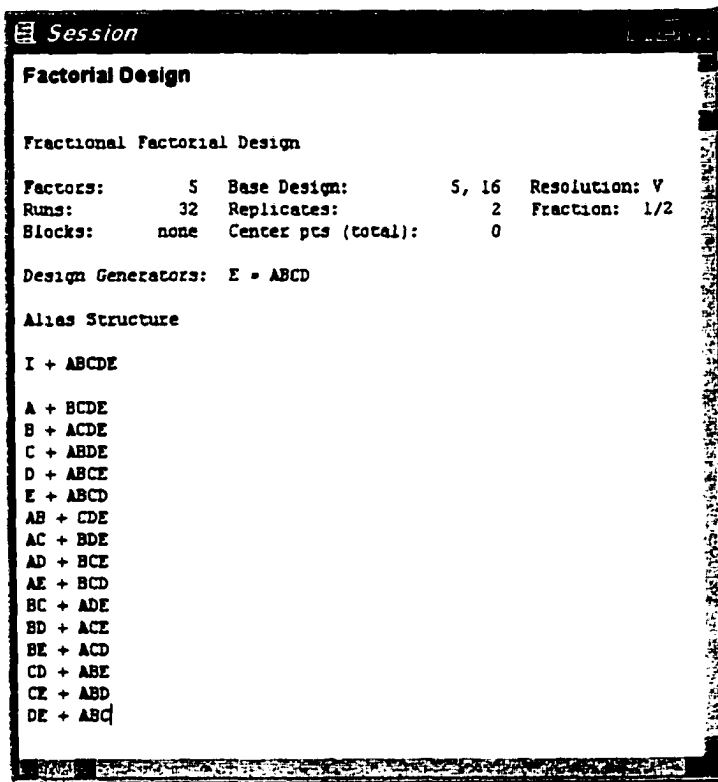 Session
Factorial Design
Fractional Factorial Design
Factors: 5 Base Design: 5, 16 Resolution: V
Runs: 32 Replicates: 2 Fraction: 1/2
Blocks: none Center pts (total): 0
Design Generators: E = ABCD
Alias Structure
I + ABCDE
A + BCDE
B + ACDE
C + ABDE
D + ABCE
E + ABCD
AB + CDE
AC + BDE
AD + BCE
AE + BCD
BC + ADE
BD + ACE
BE + ACD
CD + ABE
CE + ABD
DE + ABC